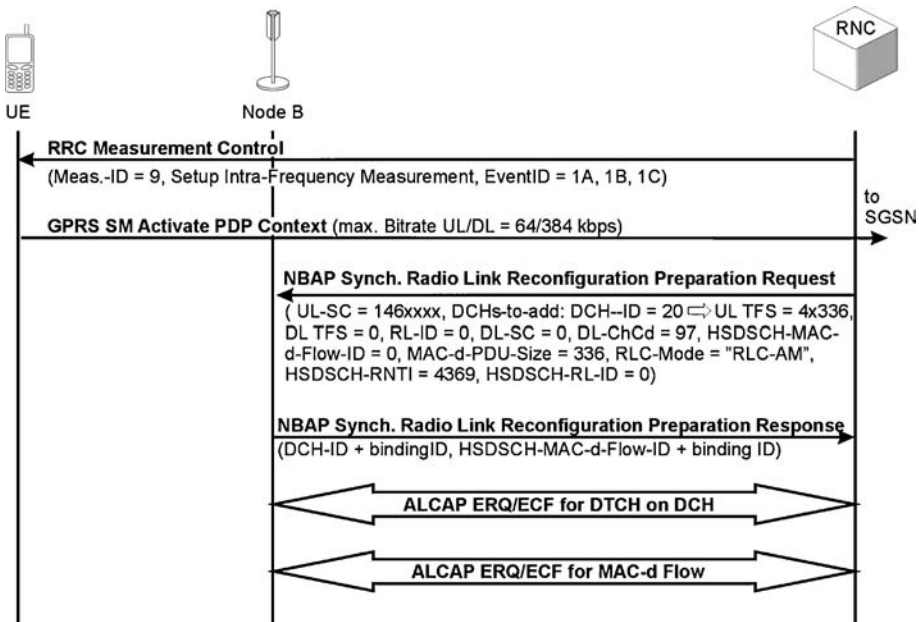 RNC
UE
Node B
RRC Measurement Control
(Meas.-ID = 9, Setup Intra-Frequency Measurement, EventID = 1A, 1B, 1C)
to
SGSN
GPRS SM Activate PDP Context (max. Bitrate UL/DL = 64/384 kbps)
NBAP Synch. Radio Link Reconfiguration Preparation Request
( UL-SC = 146xxxx, DCHs-to-add: DCH--ID = 20 ⇨ UL TFS = 4x336,
DL TFS = 0, RL-ID = 0, DL-SC = 0, DL-ChCd = 97, HSDSCH-MAC-
d-Flow-ID = 0, MAC-d-PDU-Size = 336, RLC-Mode = "RLC-AM",
HSDSCH-RNTI = 4369, HSDSCH-RL-ID = 0)
NBAP Synch. Radio Link Reconfiguration Preparation Response
(DCH-ID + bindingID, HSDSCH-MAC-d-Flow-ID + binding ID)
ALCAP ERQ/ECF for DTCH on DCH
ALCAP ERQ/ECF for MAC-d Flow